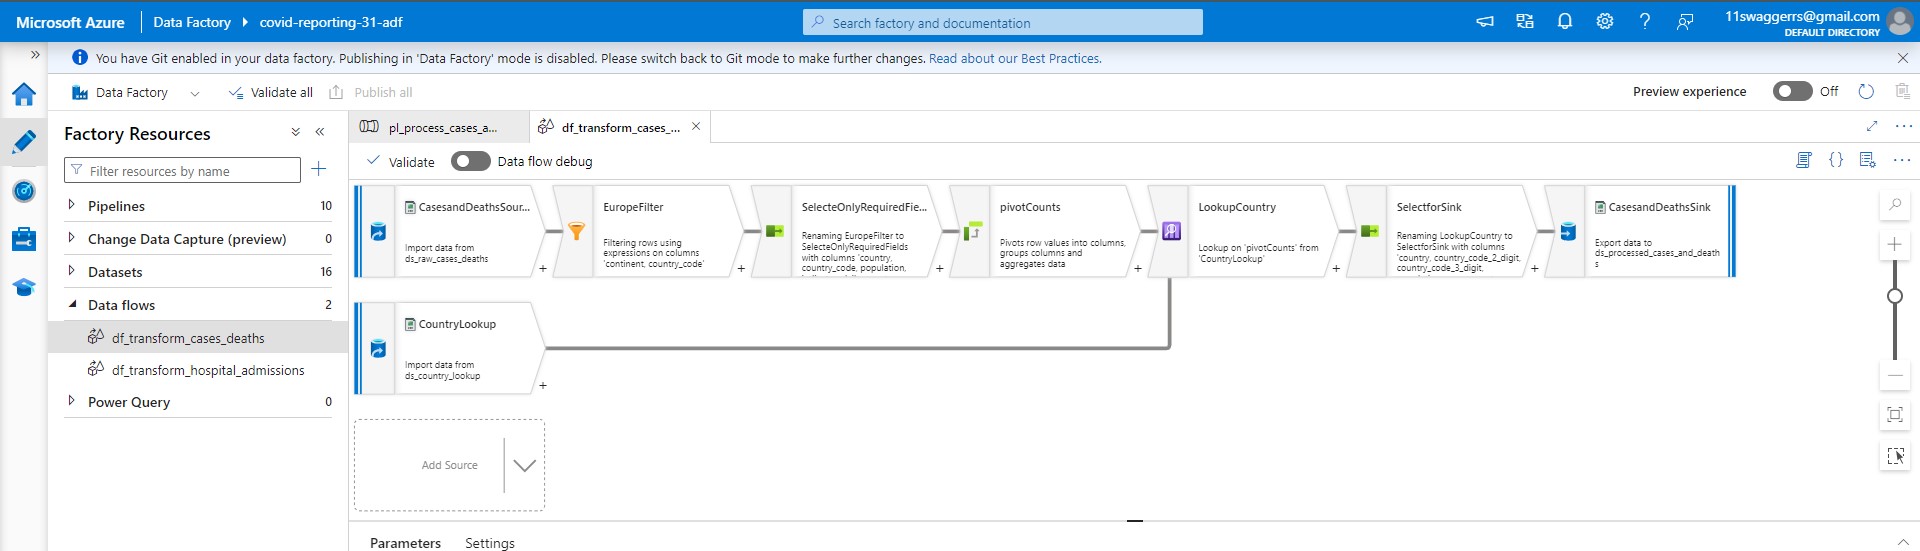 Microsoft Azure | Data Factory ▸ covid-reporting-31-adf
Search factory and documentation
11swaggerrs@gmail.com
DEFAULT DIRECTORY
You have Git enabled in your data factory. Publishing in 'Data Factory' mode is disabled. Please switch back to Git mode to make further changes. Read about our Best Practices.
Data Factory
Validate all
Publish all
Preview experience
Off
Factory Resources
Filter resources by name
Pipelines 10
Change Data Capture (preview) 0
Datasets 16
Data flows 2
df_transform_cases_deaths
df_transform_hospital_admissions
Power Query 0
pl_process_cases_a...
df_transform_cases_...
Validate
Data flow debug
CasesandDeathsSour...
Import data from
ds_raw_cases_deaths
EuropeFilter
Filtering rows using
expressions on columns
'continent, country_code'
SelecteOnlyRequiredFie...
Renaming EuropeFilter to
SelecteOnlyRequiredFields
with columns 'country,
country_code, population,
pivotCounts
Pivots row values into columns,
groups columns and
aggregates data
LookupCountry
Lookup on 'pivotCounts' from
'CountryLookup'
SelectforSink
Renaming LookupCountry to
SelectforSink with columns
'country, country_code_2_digit,
country_code_3_digit,
CasesandDeathsSink
Export data to
ds_processed_cases_and_death
s
CountryLookup
Import data from
ds_country_lookup
Add Source
Parameters
Settings